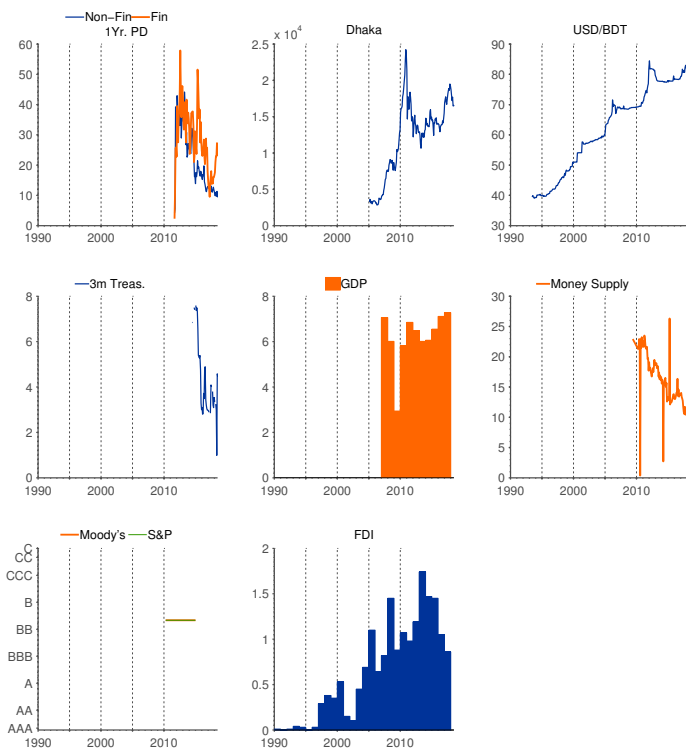 Non-Fin Fin
1Yr. PD
60
50
40
30
20
10
0
1990 2000 2010
Dhaka
2.5 x 10^4
2
1.5
1
0.5
0
1990 2000 2010
USD/BDT
90
80
70
60
50
40
30
1990 2000 2010
3m Treas.
8
6
4
2
0
1990 2000 2010
GDP
8
6
4
2
0
1990 2000 2010
Money Supply
30
25
20
15
10
5
0
1990 2000 2010
Moody's S&P
C
CC
CCC
B
BB
BBB
A
AA
AAA
1990 2000 2010
FDI
2
1.5
1
0.5
0
1990 2000 2010